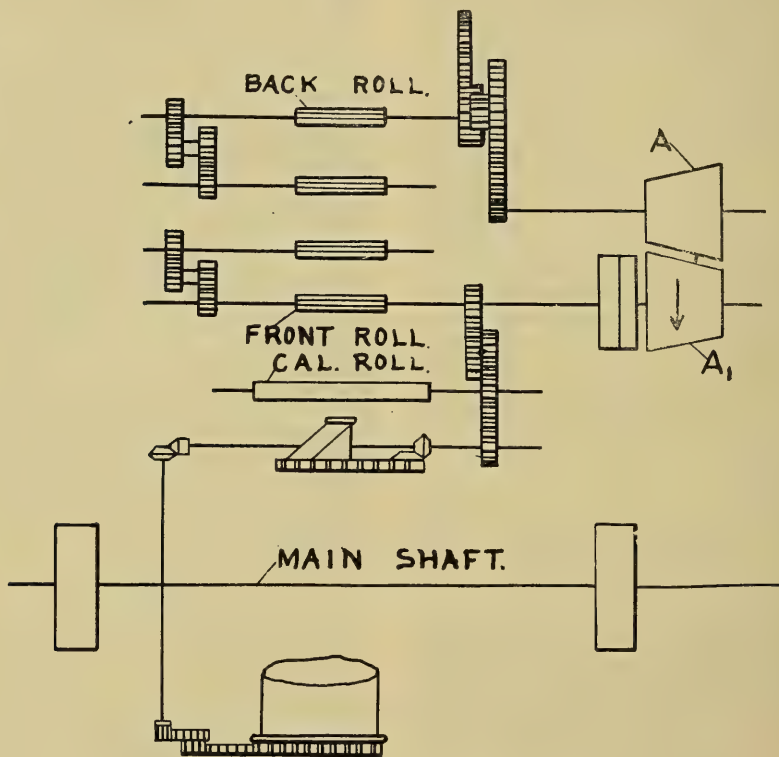 BACK ROLL.
A
FRONT ROLL.
CAL. ROLL.
A1
MAIN SHAFT.